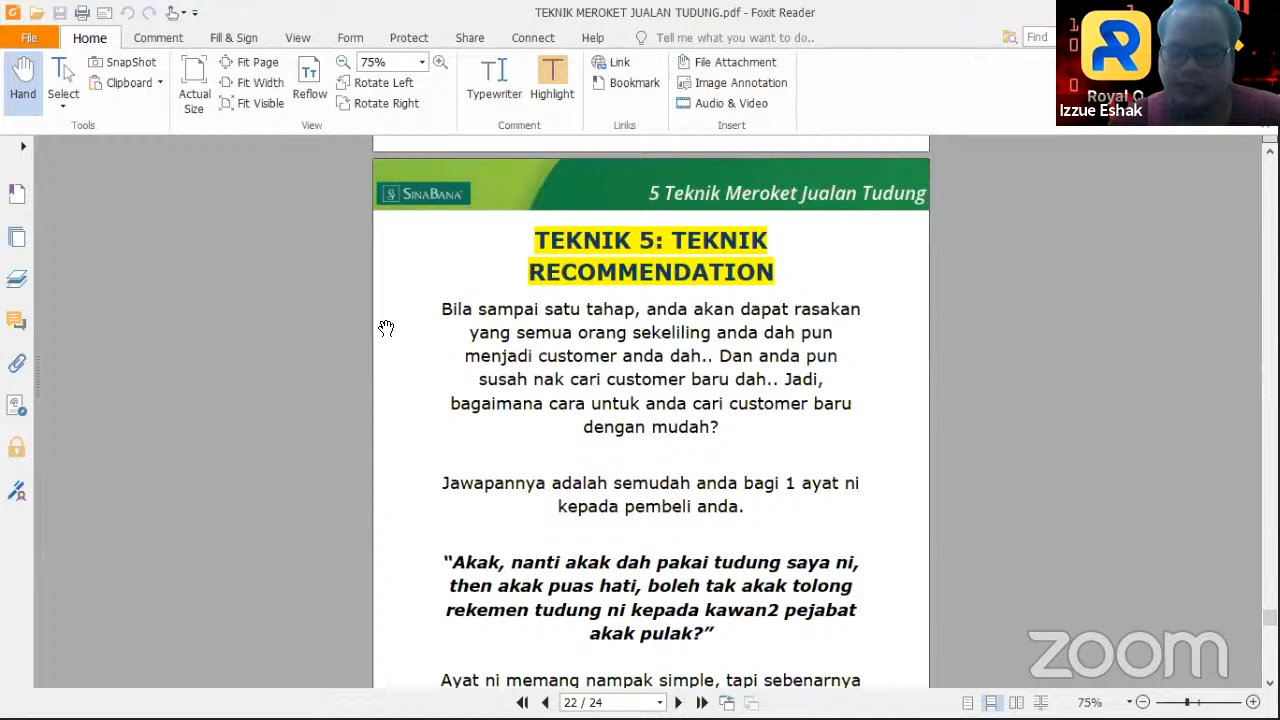 TEKNIK MEROKET JUALAN TUDUNG.pdf - Foxit Reader
File Home Comment Fill & Sign View Form Protect Share Connect Help Tell me what you want to do.. Find
Hand
Select
SnapShot
Clipboard
Tools
Actual Size
Fit Page
Fit Width
Fit Visible
Reflow
75%
Rotate Left
Rotate Right
View
Typewriter
Highlight
Comment
Link
Bookmark
Links
File Attachment
Image Annotation
Audio & Video
Insert
Royal Q
Izzue Eshak
SINABANA
5 Teknik Meroket Jualan Tudung
TEKNIK 5: TEKNIK
RECOMMENDATION
Bila sampai satu tahap, anda akan dapat rasakan
yang semua orang sekeliling anda dah pun
menjadi customer anda dah.. Dan anda pun
susah nak cari customer baru dah.. Jadi,
bagaimana cara untuk anda cari customer baru
dengan mudah?
Jawapannya adalah semudah anda bagi 1 ayat ni
kepada pembeli anda.
“Akak, nanti akak dah pakai tudung saya ni,
then akak puas hati, boleh tak akak tolong
rekemen tudung ni kepada kawan2 pejabat
akak pulak?”
Ayat ni memang nampak simple, tapi sebenarnya
zoom
22 / 24
75%